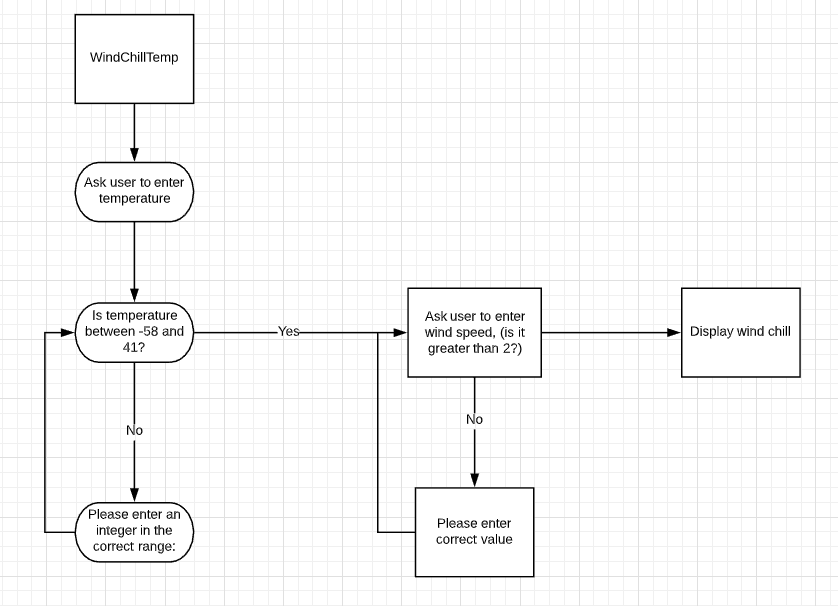 WindChillTemp
Ask user to enter
temperature
Is temperature
between -58 and
41?
Yes
Ask user to enter
wind speed, (is it
greater than 2?)
Display wind chill
No
No
Please enter an
integer in the
correct range:
Please enter
correct value